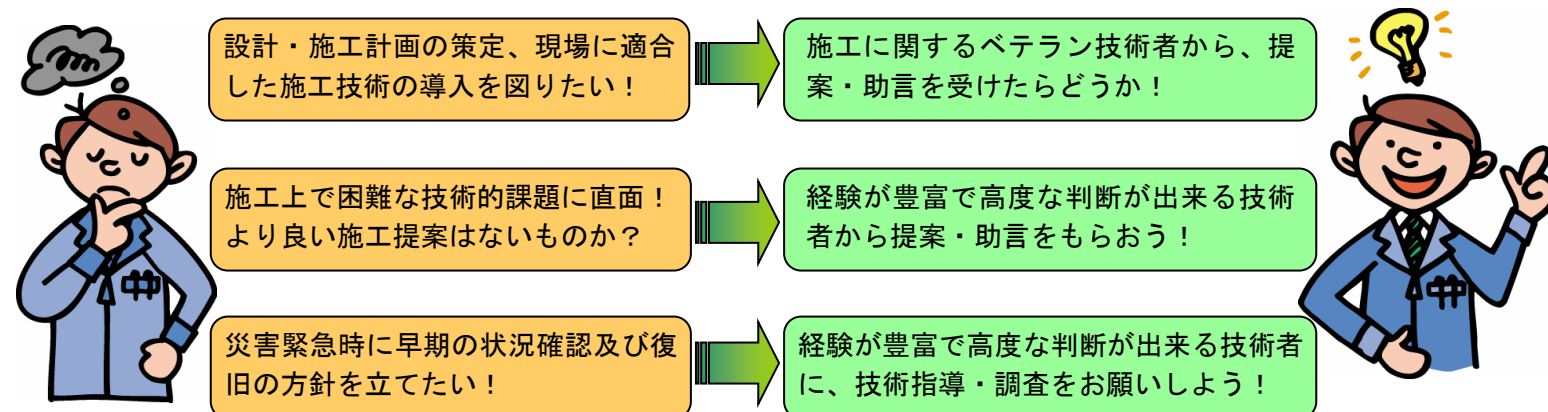 設計・施工計画の策定、現場に適合
した施工技術の導入を図りたい！
施工に関するベテラン技術者から、提
案・助言を受けたらどうか！
施工上で困難な技術的課題に直面！
より良い施工提案はないものか？
経験が豊富で高度な判断が出来る技術
者から提案・助言をもらおう！
災害緊急時に早期の状況確認及び復
旧の方針を立てたい！
経験が豊富で高度な判断が出来る技術者
に、技術指導・調査をお願いしよう！